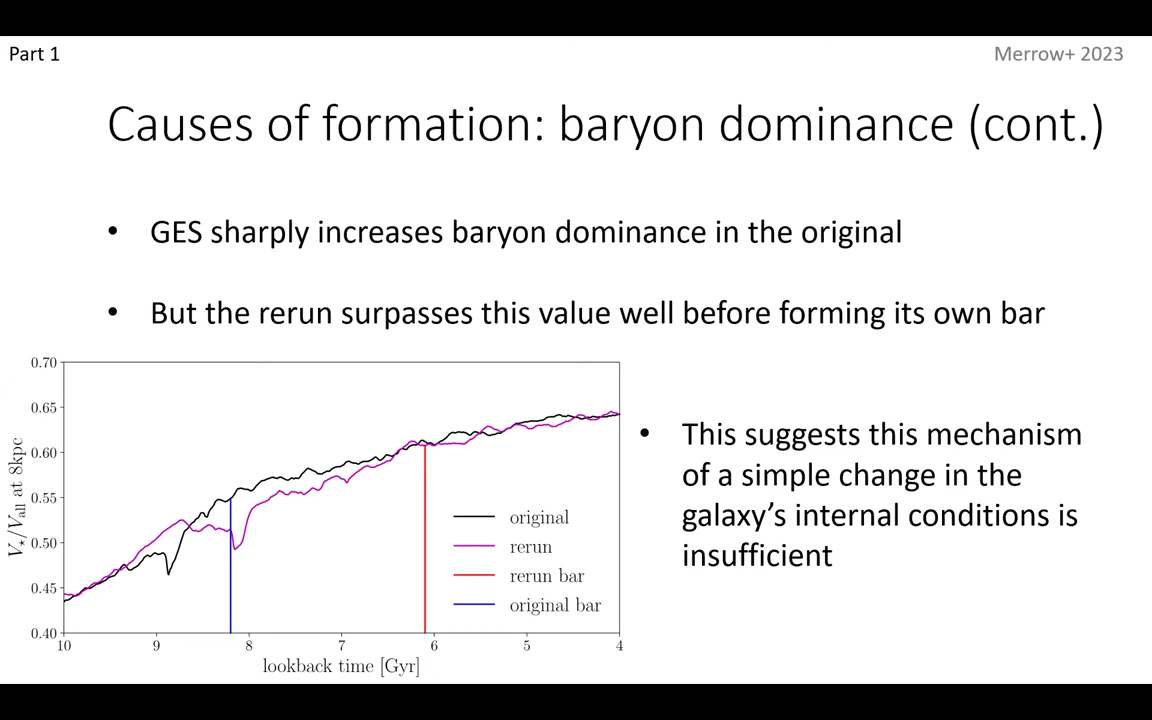 Part 1
Merrow+ 2023
Causes of formation: baryon dominance (cont.)
• GES sharply increases baryon dominance in the original
• But the rerun surpasses this value well before forming its own bar
0.70
0.65
0.60
0.55
0.50
0.45
0.40
V⋆/Vall at 8kpc
10 9 8 7 6 5 4
lookback time [Gyr]
original
rerun
rerun bar
original bar
• This suggests this mechanism
of a simple change in the
galaxy’s internal conditions is
insufficient